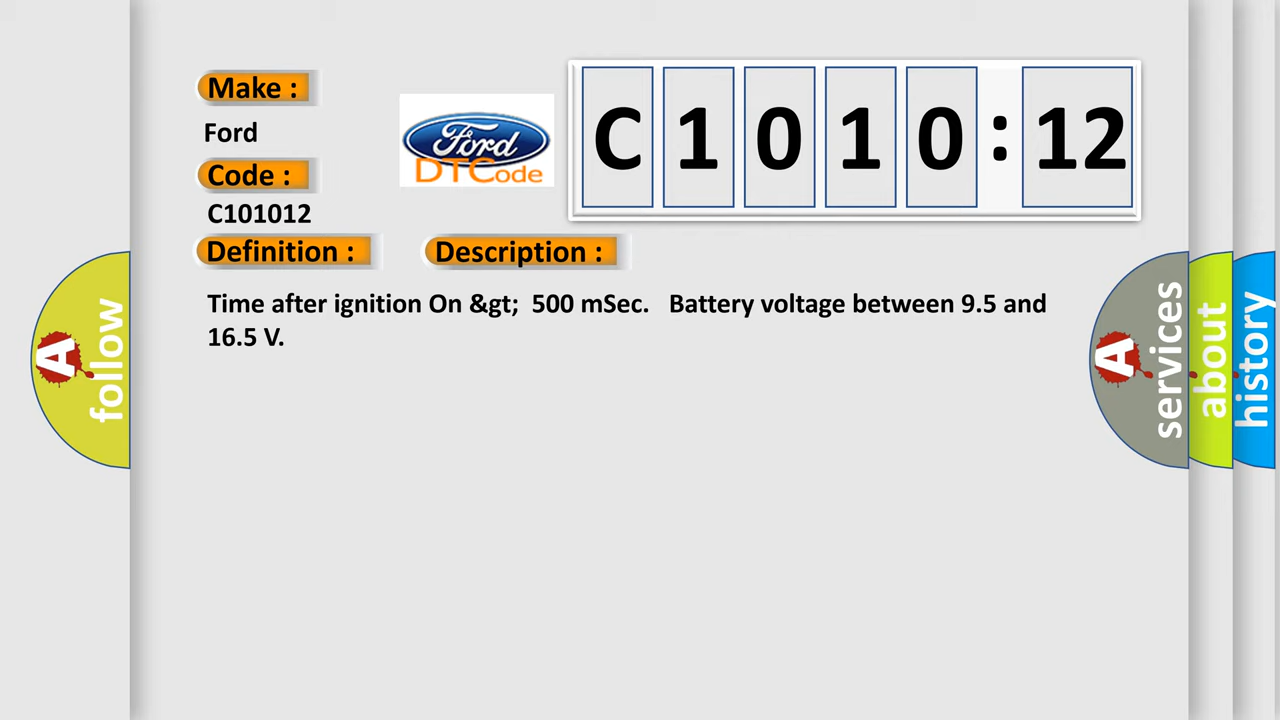 Make :
Ford
Code :
C101012
Ford
DTCode
C 1 0 1 0 : 12
Definition :
Description :
Time after ignition On &gt; 500 mSec. Battery voltage between 9.5 and
16.5 V.
A follow
A services
about
history